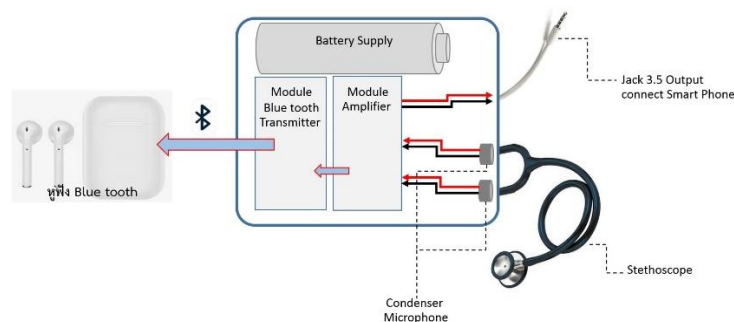 Battery Supply
Module
Blue tooth
Transmitter
Module
Amplifier
Jack 3.5 Output
connect Smart Phone
หูฟัง Blue tooth
Stethoscope
Condenser
Microphone